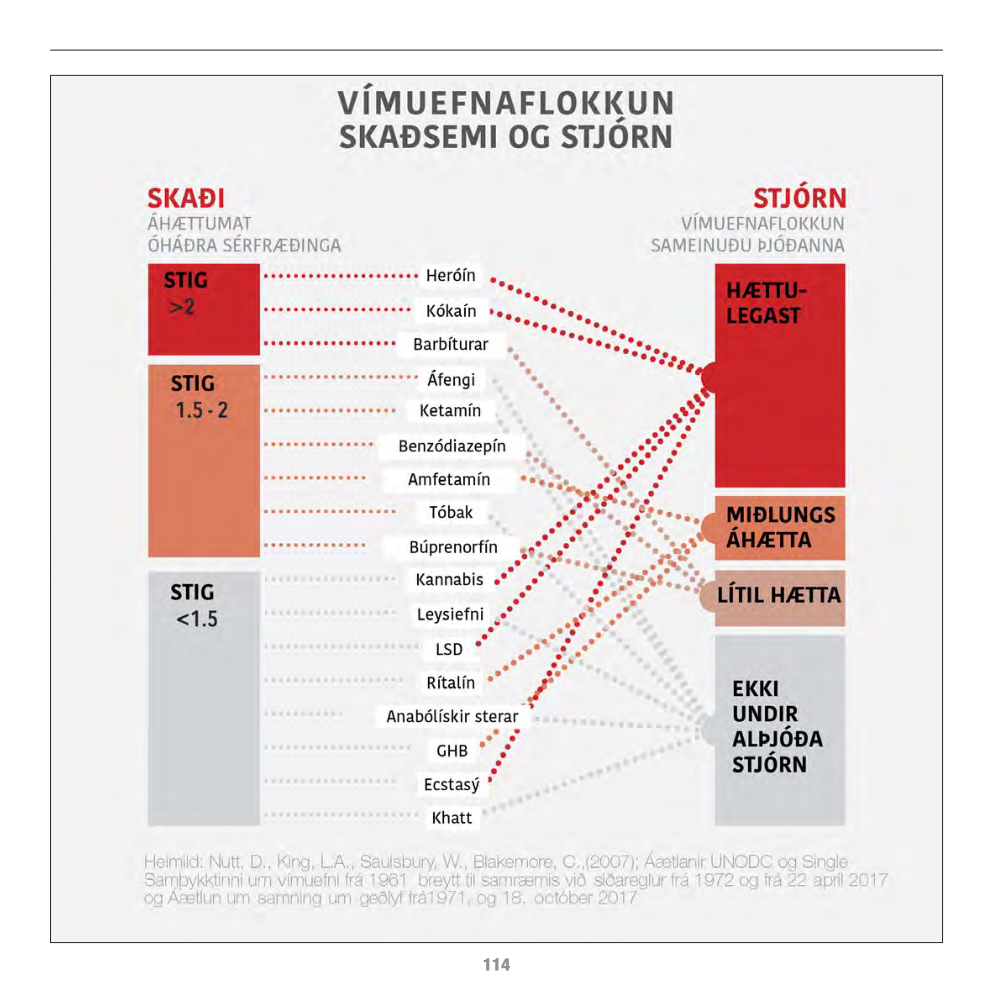 VÍMUEFNAFLOKKUN
SKAÐSEMI OG STJÓRN
SKAÐI
ÁHÆTTUMAT
ÓHÁÐRA SÉRFRÆÐINGA
STJÓRN
VÍMUEFNAFLOKKUN
SAMEINUÐU ÞJÓÐANNA
STIG
>2
STIG
1.5 - 2
STIG
<1.5
Heróín
Kókaín
Barbíturar
Áfengi
Ketamín
Benzódiazepín
Amfetamín
Tóbak
Búprenorfín
Kannabis
Leysiefni
LSD
Rítalín
Anabólískir sterar
GHB
Ecstasý
Khatt
HÆTTU-
LEGAST
MIÐLUNGS
ÁHÆTTA
LÍTIL HÆTTA
EKKI
UNDIR
ALÞJÓÐA
STJÓRN
Heimild: Nutt, D., King, L.A., Saulsbury, W., Blakemore, C.,(2007); Áætlanir UNODC og Single
Samþykktinni um vímuefni frá 1961 breytt til samræmis við siðareglur frá 1972 og frá 22 apríl 2017
og Áætlun um samning um geðlyf frá1971, og 18. október 2017
114